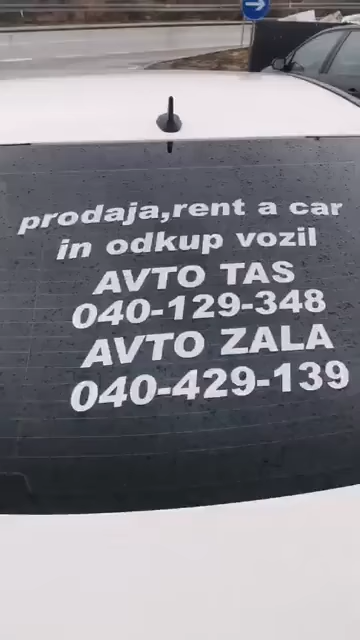 prodaja,rent a car
in odkup vozil
AVTO TAS
040-129-348
AVTO ZALA
040-429-139